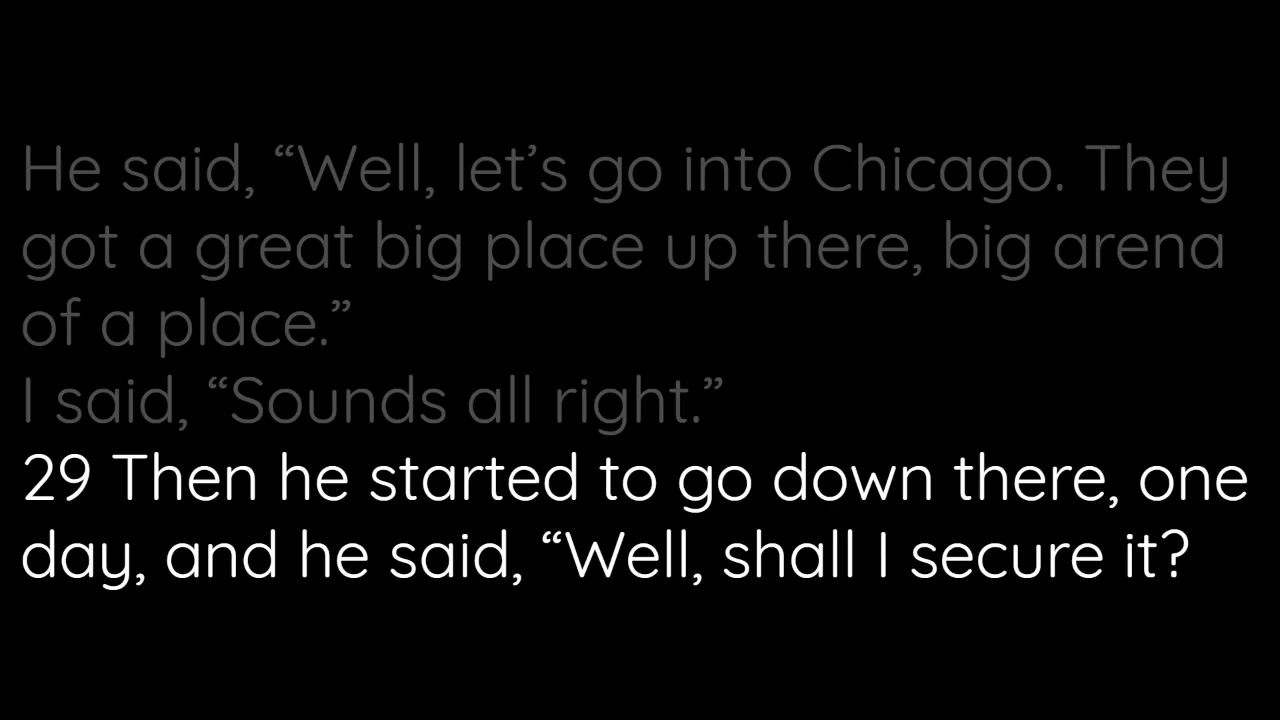 He said, “Well, let’s go into Chicago. They
got a great big place up there, big arena
of a place.”
I said, “Sounds all right.”
29 Then he started to go down there, one
day, and he said, “Well, shall I secure it?